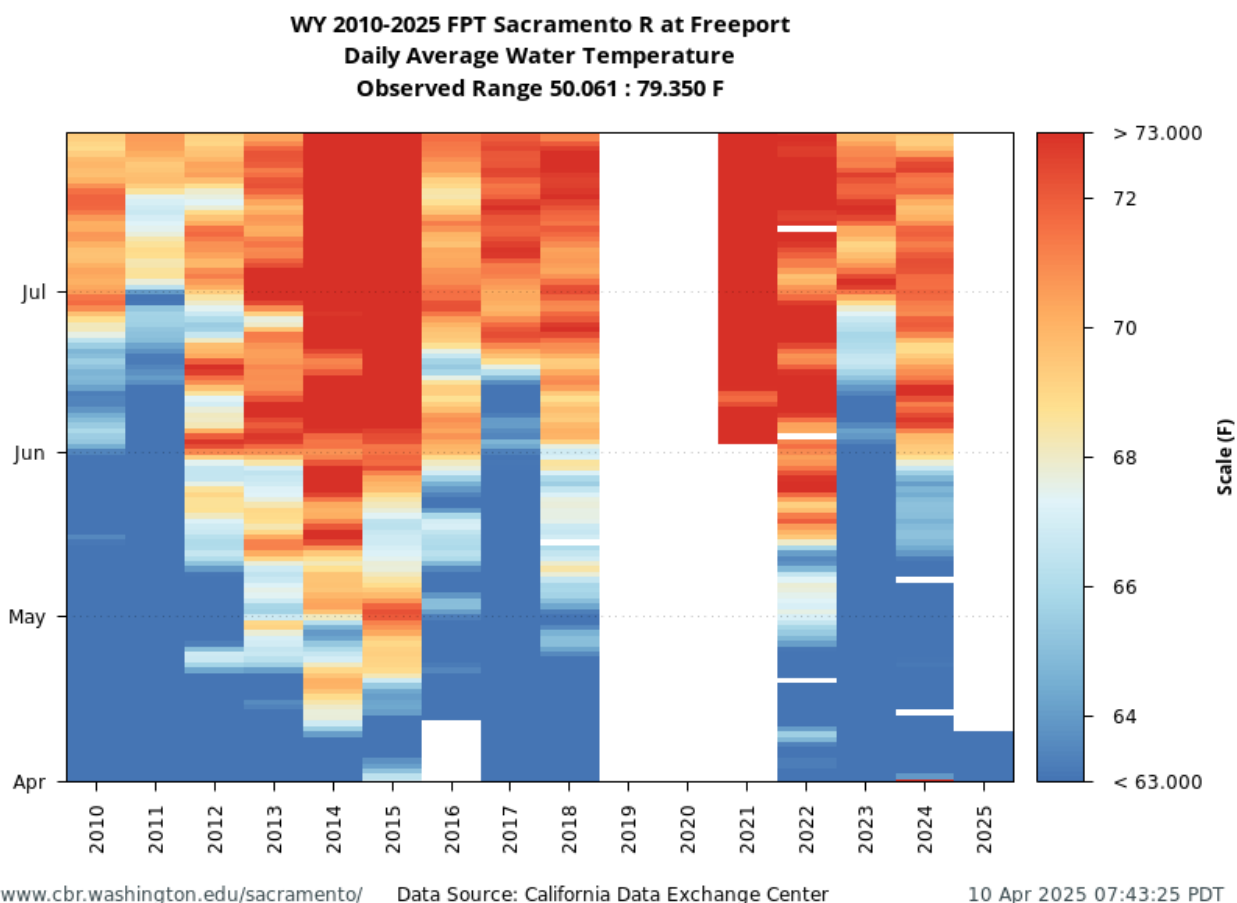 WY 2010-2025 FPT Sacramento R at Freeport
Daily Average Water Temperature
Observed Range 50.061 : 79.350 F
> 73.000
72
70
68
66
64
< 63.000
Scale (F)
Jul
Jun
May
Apr
2010
2011
2012
2013
2014
2015
2016
2017
2018
2019
2020
2021
2022
2023
2024
2025
www.cbr.washington.edu/sacramento/ Data Source: California Data Exchange Center 10 Apr 2025 07:43:25 PDT